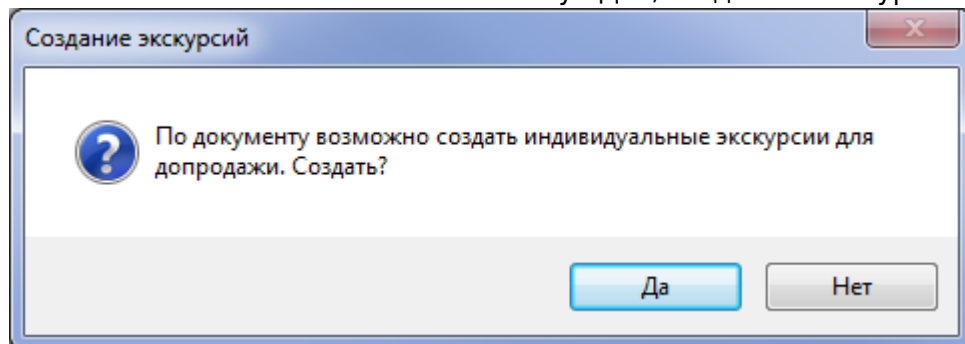 Создание экскурсий
По документу возможно создать индивидуальные экскурсии для
допродажи. Создать?
Да
Нет